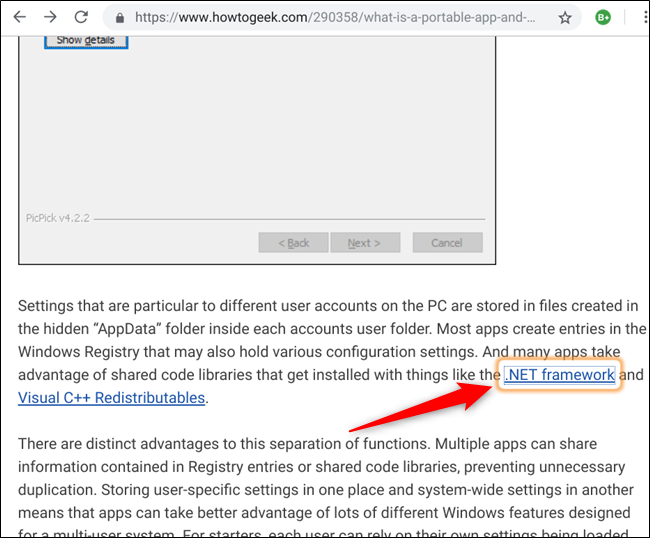 https://www.howtogeek.com/290358/what-is-a-portable-app-and-...
B+
Show details
PicPick v4.2.2
< Back Next > Cancel
Settings that are particular to different user accounts on the PC are stored in files created in
the hidden “AppData” folder inside each accounts user folder. Most apps create entries in the
Windows Registry that may also hold various configuration settings. And many apps take
advantage of shared code libraries that get installed with things like the .NET framework and
Visual C++ Redistributables.
There are distinct advantages to this separation of functions. Multiple apps can share
information contained in Registry entries or shared code libraries, preventing unnecessary
duplication. Storing user-specific settings in one place and system-wide settings in another
means that apps can take better advantage of lots of different Windows features designed
for a multi-user system. For starters, each user can rely on their own settings being loaded